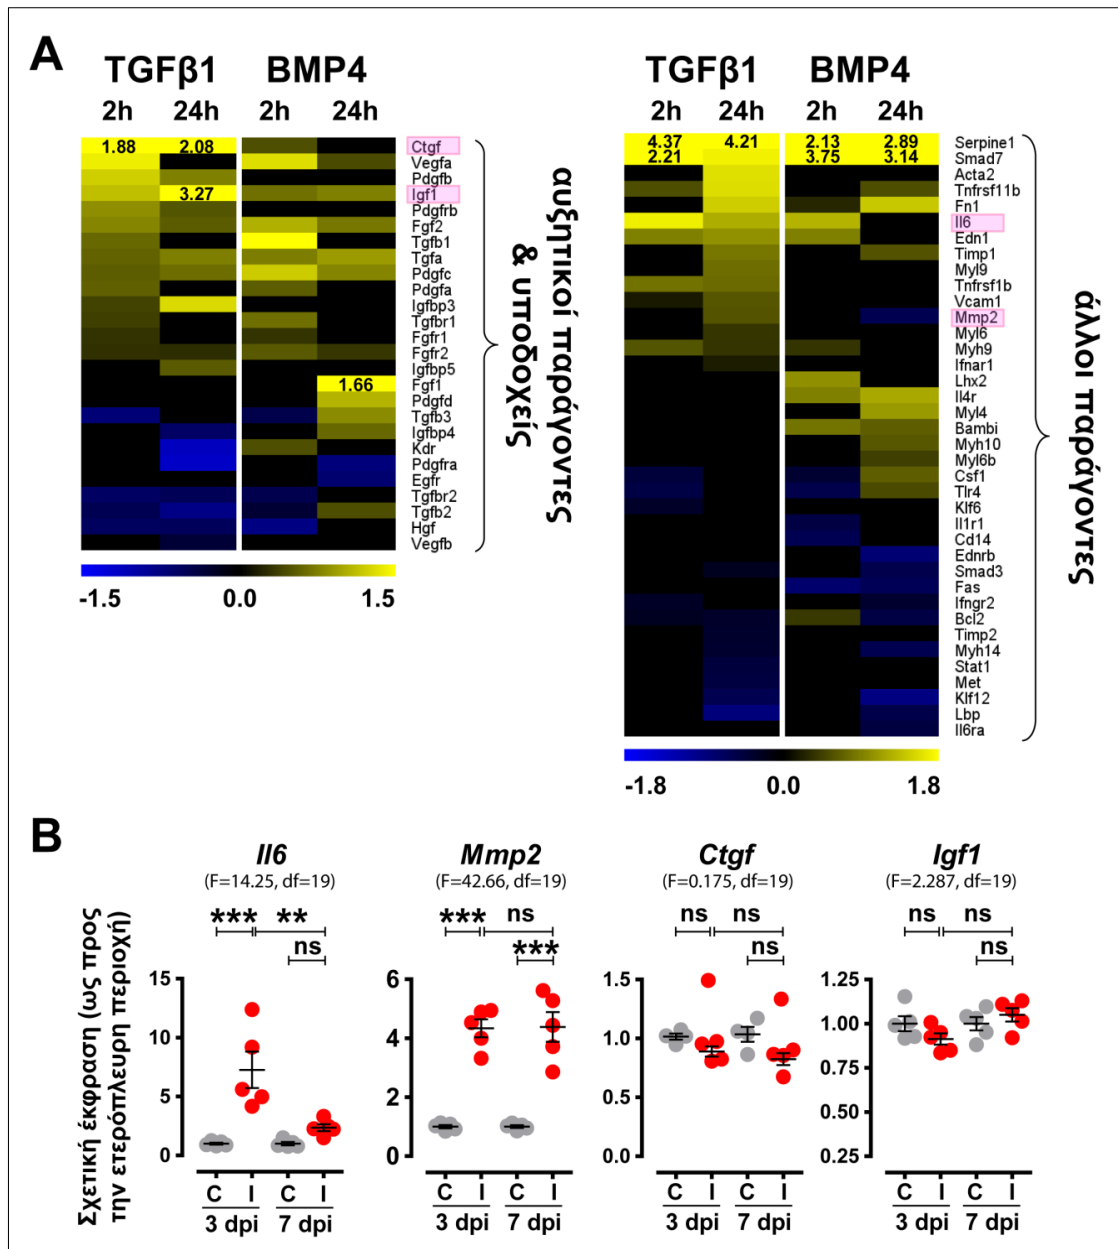 A
TGFβ1 BMP4
2h 24h 2h 24h
1.88 2.08
3.27
1.66
Ctgf
Vegfa
Pdgfb
Igf1
Pdgfrb
Fgf2
Tgfb1
Tgfa
Pdgfc
Pdgfa
Igfbp3
Tgfbr1
Fgfr1
Fgfr2
Igfbp5
Fgf1
Pdgfd
Tgfb3
Igfbp4
Kdr
Pdgfra
Egfr
Tgfbr2
Tgfb2
Hgf
Vegfb
αυξητικοί παράγοντες
& υποδοχείς
-1.5 0.0 1.5
TGFβ1 BMP4
2h 24h 2h 24h
4.37 4.21 2.13 2.89
2.21 3.75 3.14
Serpine1
Smad7
Acta2
Tnfrsf11b
Fn1
Il6
Edn1
Timp1
Myl9
Tnfrsf1b
Vcam1
Mmp2
Myl6
Myh9
Ifnar1
Lhx2
Il4r
Myl4
Bambi
Myh10
Myl6b
Csf1
Tlr4
Klf6
Il1r1
Cd14
Ednrb
Smad3
Fas
Ifngr2
Bcl2
Timp2
Myh14
Stat1
Met
Klf12
Lbp
Il6ra
άλλοι παράγοντες
-1.8 0.0 1.8
B
Σχετική έκφραση (ως προς
την ετερόπλευρη περιοχή)
Il6
(F=14.25, df=19)
*** **
ns
15
10
5
0
C I C I
3 dpi 7 dpi
Mmp2
(F=42.66, df=19)
*** ns
***
6
4
2
0
C I C I
3 dpi 7 dpi
Ctgf
(F=0.175, df=19)
ns ns
ns
1.5
1.0
0.5
0.0
C I C I
3 dpi 7 dpi
Igf1
(F=2.287, df=19)
ns ns
ns
1.25
1.00
0.75
0.50
0.25
C I C I
3 dpi 7 dpi